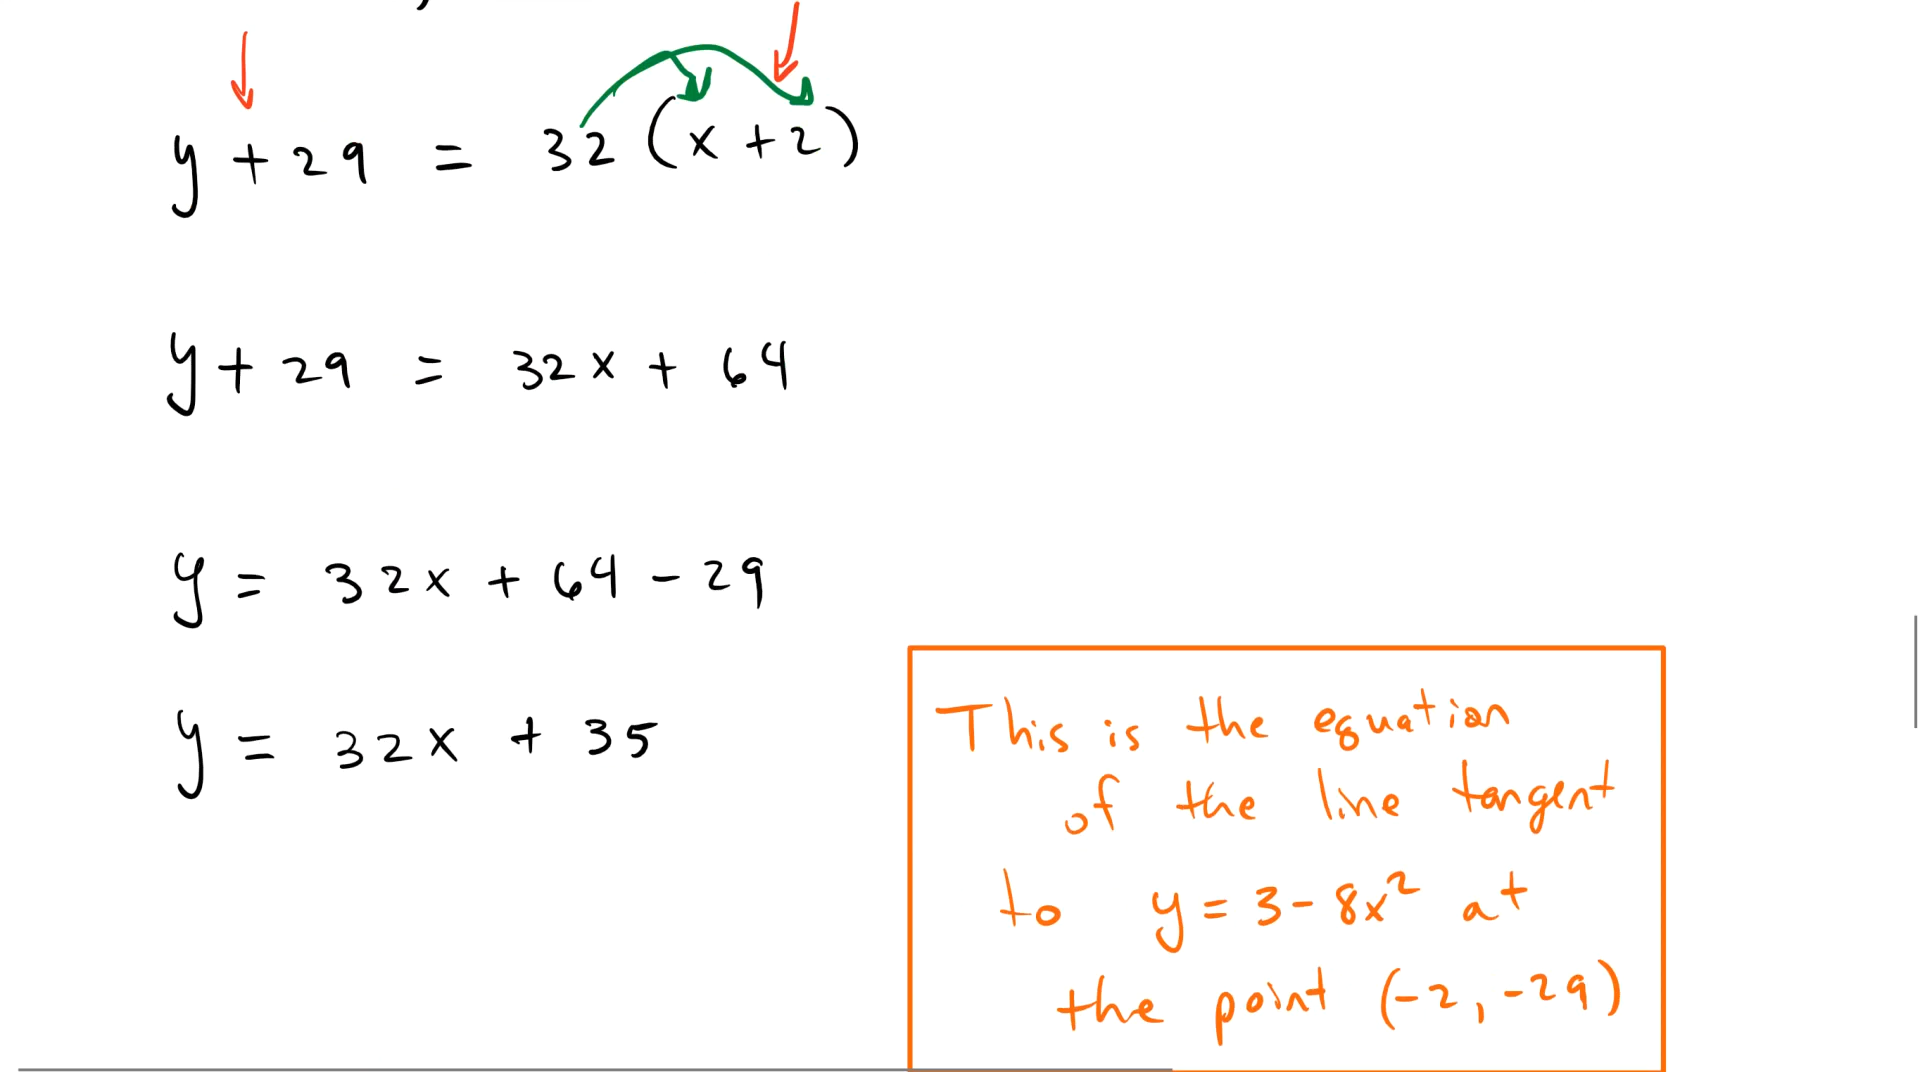 y + 29 = 32 (x + 2)
y + 29 = 32x + 64
y = 32x + 64 - 29
y = 32x + 35
This is the equation
of the line tangent
to y = 3 - 8x² at
the point (-2, -29)